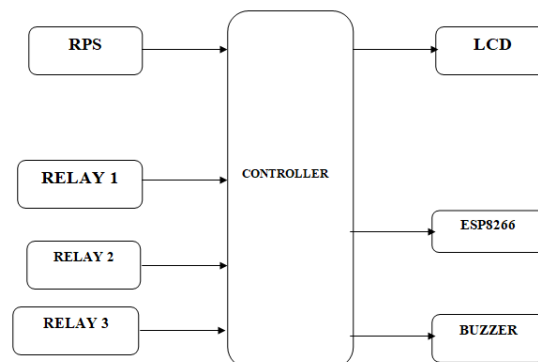 RPS
LCD
RELAY 1
CONTROLLER
ESP8266
RELAY 2
RELAY 3
BUZZER